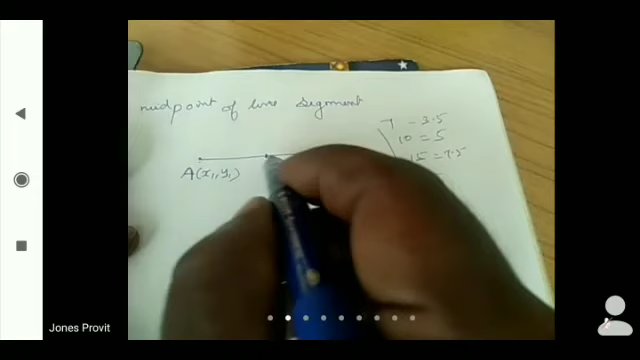 midpoint of line segment
7 - 3.5
10 = 5
15 = 7.5
A(x₁, y₁)
Jones Provit